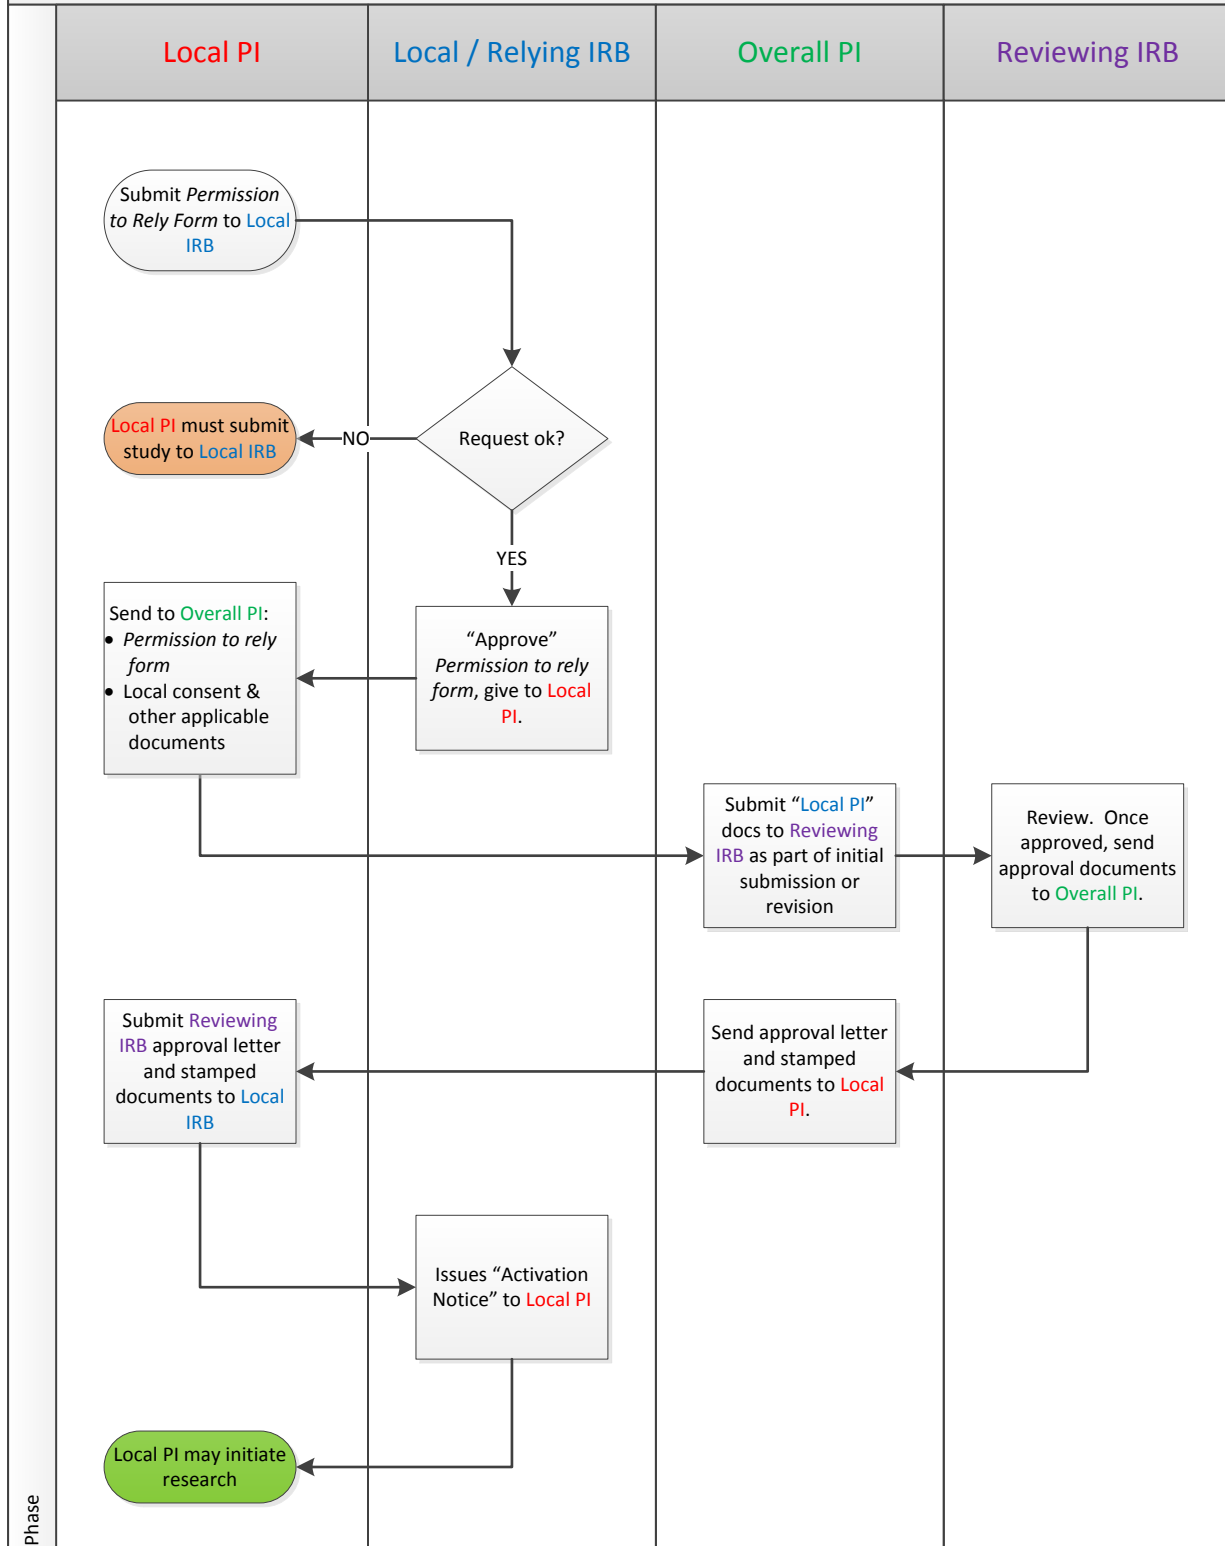 Local PI
Local / Relying IRB
Overall PI
Reviewing IRB
Submit Permission
to Rely Form to Local
IRB
Request ok?
NO
Local PI must submit
study to Local IRB
YES
“Approve”
Permission to rely
form, give to Local
PI.
Send to Overall PI:
• Permission to rely
form
• Local consent &
other applicable
documents
Submit “Local PI”
docs to Reviewing
IRB as part of initial
submission or
revision
Review. Once
approved, send
approval documents
to Overall PI.
Send approval letter
and stamped
documents to Local
PI.
Submit Reviewing
IRB approval letter
and stamped
documents to Local
IRB
Issues “Activation
Notice” to Local PI
Local PI may initiate
research
Phase